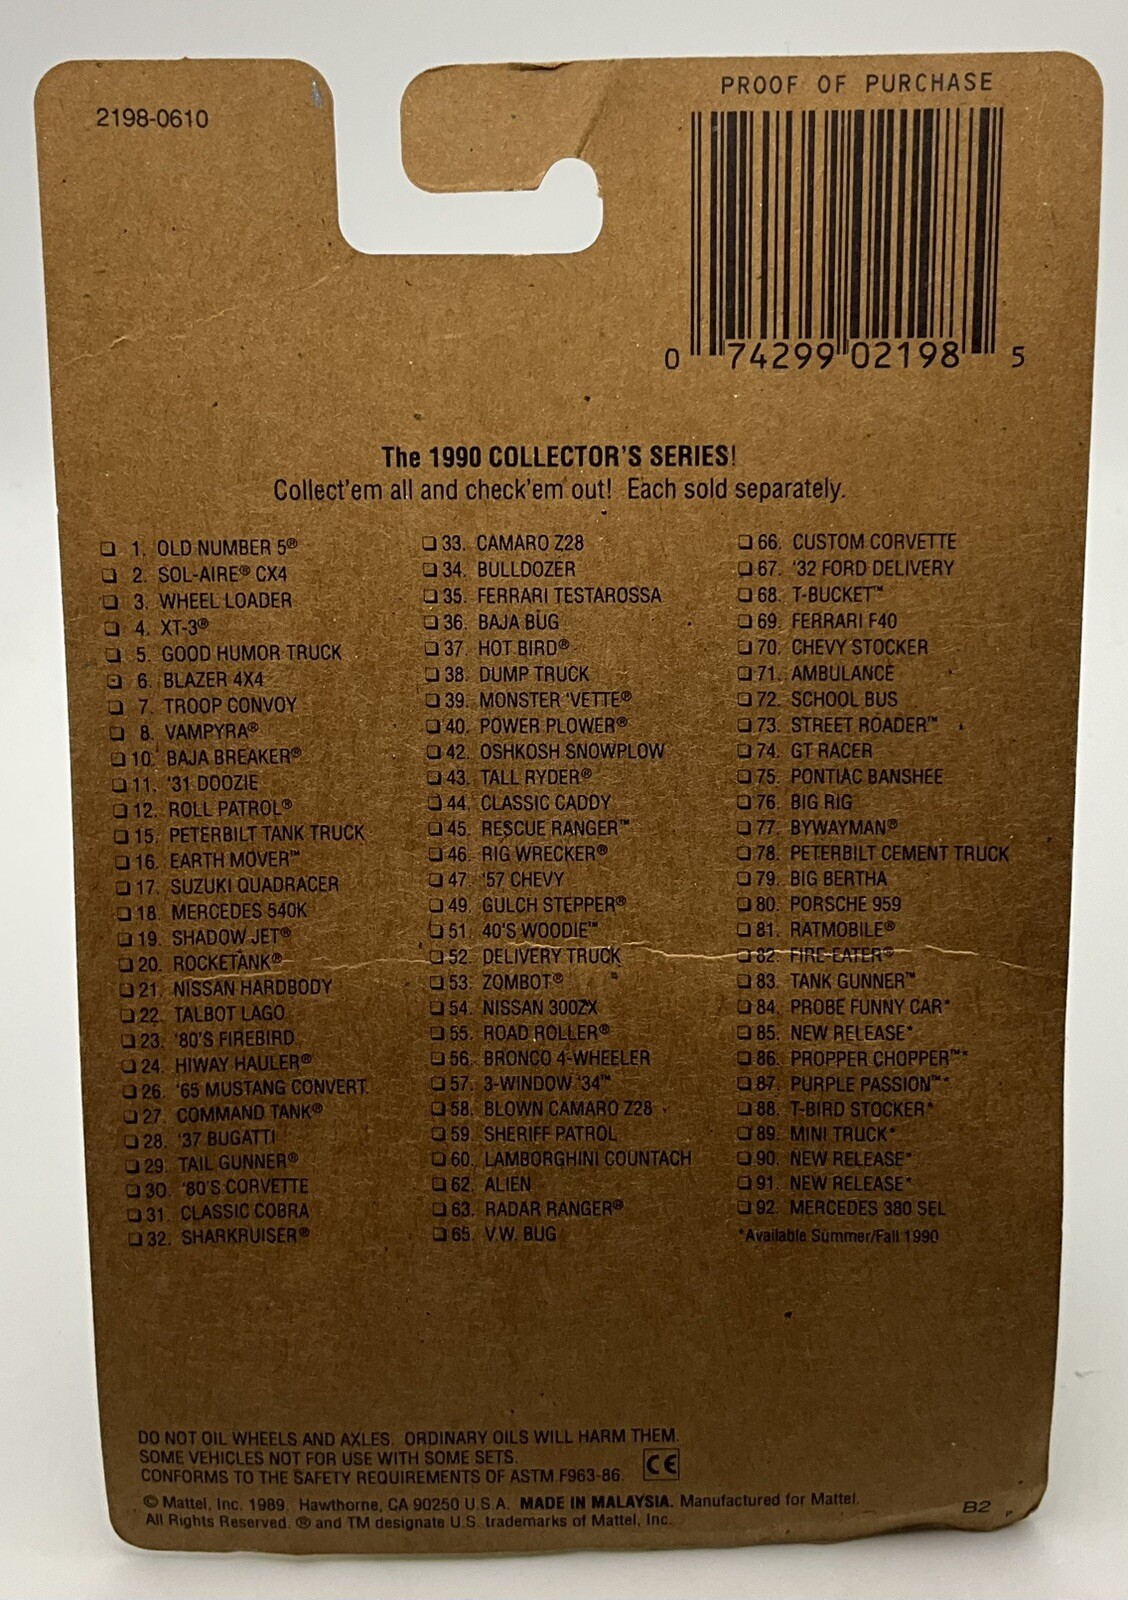 2198-0610
PROOF OF PURCHASE
0 74299 02198 5
The 1990 COLLECTOR'S SERIES!
Collect'em all and check'em out! Each sold separately.
❏ 1. OLD NUMBER 5®
❏ 2. SOL-AIRE® CX4
❏ 3. WHEEL LOADER
❏ 4. XT-3®
❏ 5. GOOD HUMOR TRUCK
❏ 6. BLAZER 4X4
❏ 7. TROOP CONVOY
❏ 8. VAMPYRA®
❏ 10. BAJA BREAKER®
❏ 11. '31 DOOZIE
❏ 12. ROLL PATROL®
❏ 15. PETERBILT TANK TRUCK
❏ 16. EARTH MOVER™
❏ 17. SUZUKI QUADRACER
❏ 18. MERCEDES 540K
❏ 19. SHADOW JET®
❏ 20. ROCKETANK®
❏ 21. NISSAN HARDBODY
❏ 22. TALBOT LAGO
❏ 23. '80'S FIREBIRD
❏ 24. HIWAY HAULER®
❏ 26. '65 MUSTANG CONVERT.
❏ 27. COMMAND TANK®
❏ 28. '37 BUGATTI
❏ 29. TAIL GUNNER®
❏ 30. '80'S CORVETTE
❏ 31. CLASSIC COBRA
❏ 32. SHARKRUISER®
❏ 33. CAMARO Z28
❏ 34. BULLDOZER
❏ 35. FERRARI TESTAROSSA
❏ 36. BAJA BUG
❏ 37. HOT BIRD®
❏ 38. DUMP TRUCK
❏ 39. MONSTER 'VETTE®
❏ 40. POWER PLOWER®
❏ 42. OSHKOSH SNOWPLOW
❏ 43. TALL RYDER®
❏ 44. CLASSIC CADDY
❏ 45. RESCUE RANGER™
❏ 46. RIG WRECKER®
❏ 47. '57 CHEVY
❏ 49. GULCH STEPPER®
❏ 51. 40'S WOODIE™
❏ 52. DELIVERY TRUCK
❏ 53. ZOMBOT®
❏ 54. NISSAN 300ZX
❏ 55. ROAD ROLLER®
❏ 56. BRONCO 4-WHEELER
❏ 57. 3-WINDOW '34™
❏ 58. BLOWN CAMARO Z28
❏ 59. SHERIFF PATROL
❏ 60. LAMBORGHINI COUNTACH
❏ 62. ALIEN
❏ 63. RADAR RANGER®
❏ 65. V.W. BUG
❏ 66. CUSTOM CORVETTE
❏ 67. '32 FORD DELIVERY
❏ 68. T-BUCKET™
❏ 69. FERRARI F40
❏ 70. CHEVY STOCKER
❏ 71. AMBULANCE
❏ 72. SCHOOL BUS
❏ 73. STREET ROADER™
❏ 74. GT RACER
❏ 75. PONTIAC BANSHEE
❏ 76. BIG RIG
❏ 77. BYWAYMAN®
❏ 78. PETERBILT CEMENT TRUCK
❏ 79. BIG BERTHA
❏ 80. PORSCHE 959
❏ 81. RATMOBILE®
❏ 82. FIRE-EATER®
❏ 83. TANK GUNNER™
❏ 84. PROBE FUNNY CAR*
❏ 85. NEW RELEASE*
❏ 86. PROPPER CHOPPER™*
❏ 87. PURPLE PASSION™*
❏ 88. T-BIRD STOCKER*
❏ 89. MINI TRUCK*
❏ 90. NEW RELEASE*
❏ 91. NEW RELEASE*
❏ 92. MERCEDES 380 SEL
*Available Summer/Fall 1990
DO NOT OIL WHEELS AND AXLES. ORDINARY OILS WILL HARM THEM.
SOME VEHICLES NOT FOR USE WITH SOME SETS.
CONFORMS TO THE SAFETY REQUIREMENTS OF ASTM F963-86. CE
© Mattel, Inc. 1989. Hawthorne, CA 90250 U.S.A. MADE IN MALAYSIA. Manufactured for Mattel.
All Rights Reserved. ® and TM designate U.S. trademarks of Mattel, Inc.
B2 P